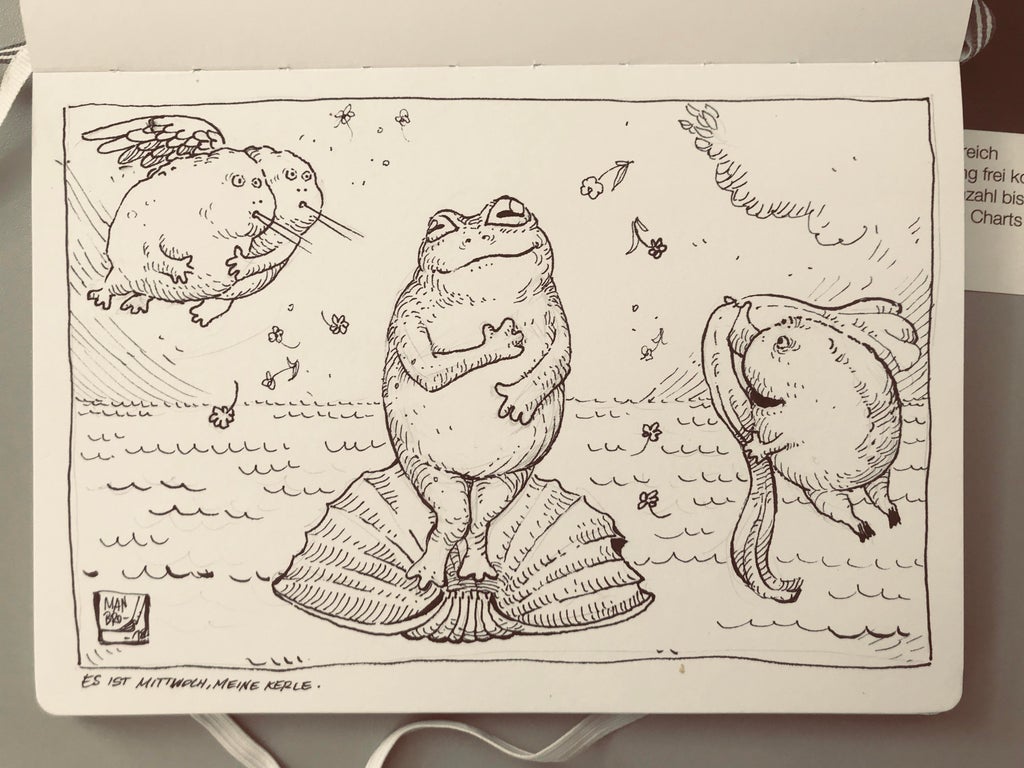 reich
ng frei ko
zahl bis
Charts
MAN
BRO
ES IST MITTWOCH, MEINE KERLE.